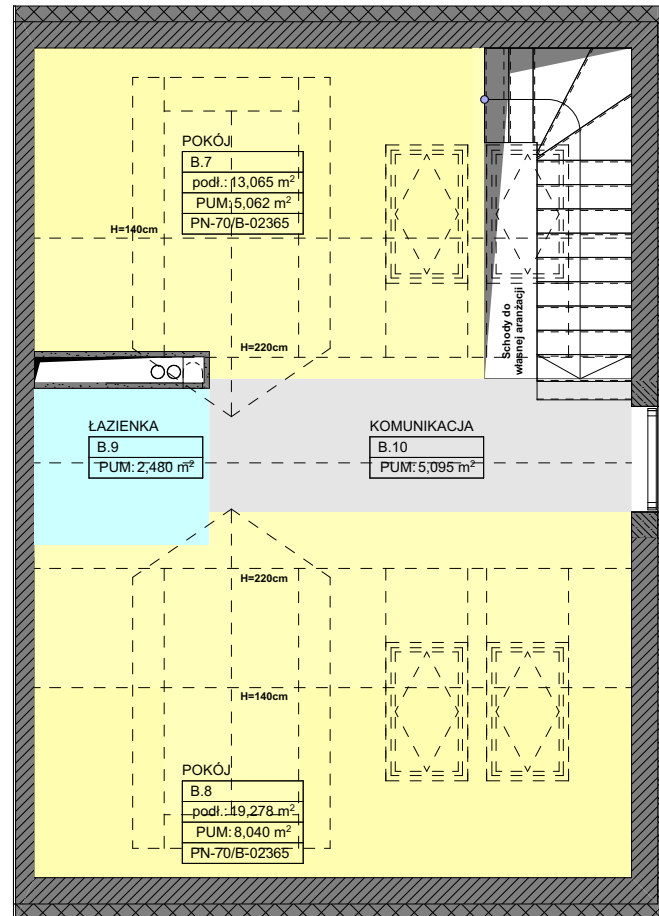 POKÓJ
B.7
podł.: 13,065 m²
PUM: 5,062 m²
PN-70/B-02365
H=140cm
H=220cm
Schody do
własnej aranżacji
ŁAZIENKA
B.9
PUM: 2,480 m²
KOMUNIKACJA
B.10
PUM: 5,095 m²
H=220cm
H=140cm
POKÓJ
B.8
podł.: 19,278 m²
PUM: 8,040 m²
PN-70/B-02365